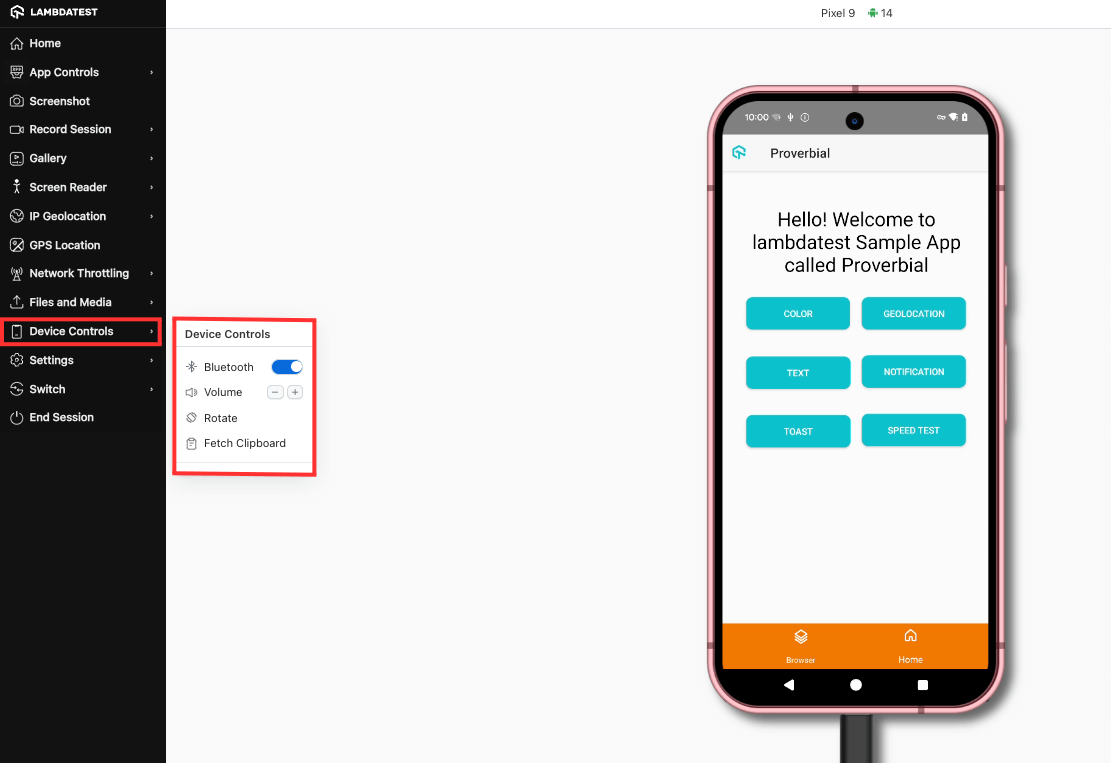 LAMBDATEST
Home
App Controls
Screenshot
Record Session
Gallery
Screen Reader
IP Geolocation
GPS Location
Network Throttling
Files and Media
Device Controls
Settings
Switch
End Session
Device Controls
Bluetooth
Volume
Rotate
Fetch Clipboard
Pixel 9 14
10:00
Proverbial
Hello! Welcome to
lambdatest Sample App
called Proverbial
COLOR GEOLOCATION
TEXT NOTIFICATION
TOAST SPEED TEST
Browser Home